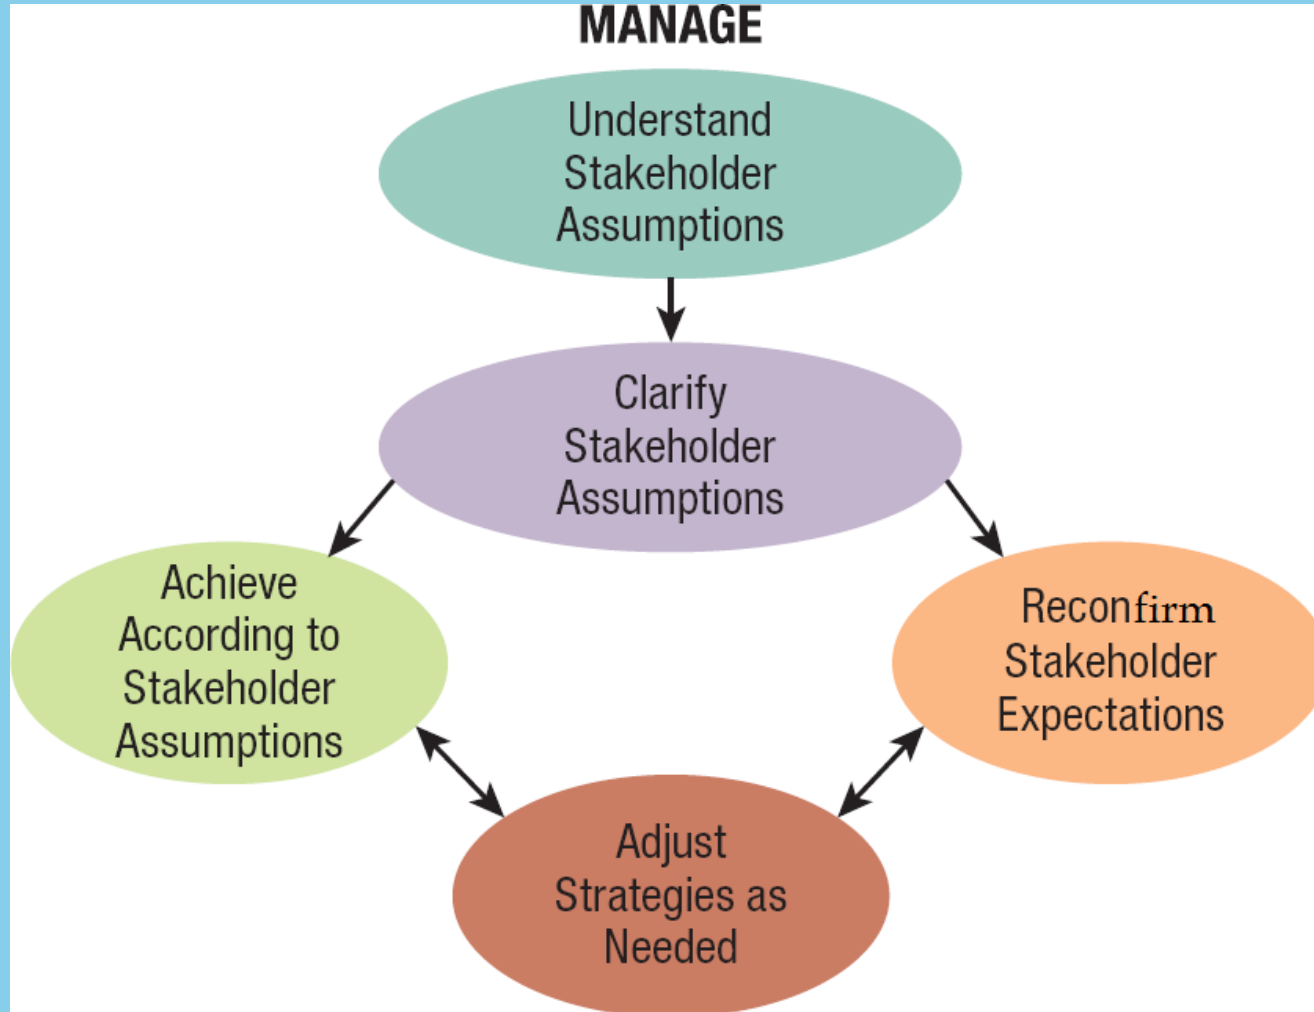 MANAGE
Understand
Stakeholder
Assumptions
Clarify
Stakeholder
Assumptions
Achieve
According to
Stakeholder
Assumptions
Reconfirm
Stakeholder
Expectations
Adjust
Strategies as
Needed